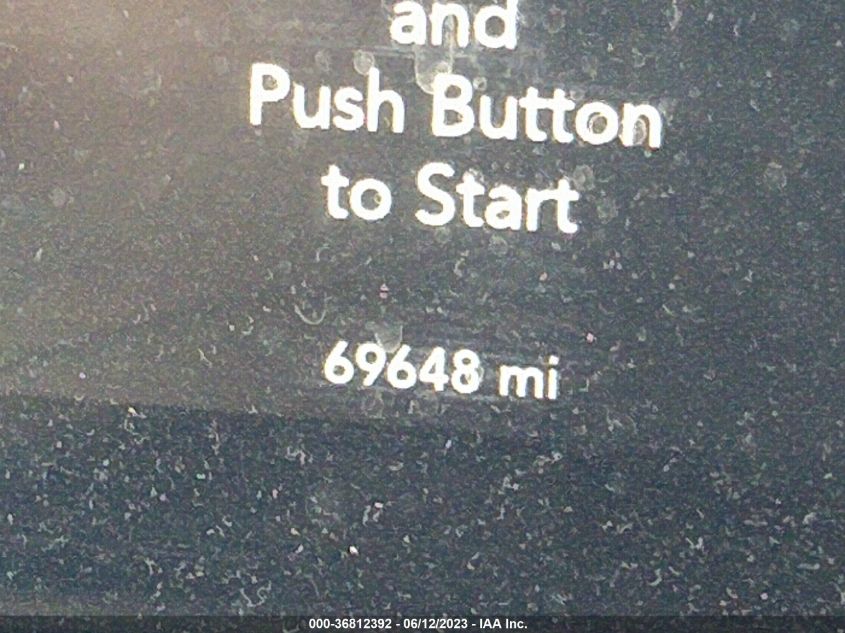 and
Push Button
to Start
69648 mi
000-36812392 - 06/12/2023 - IAA Inc.